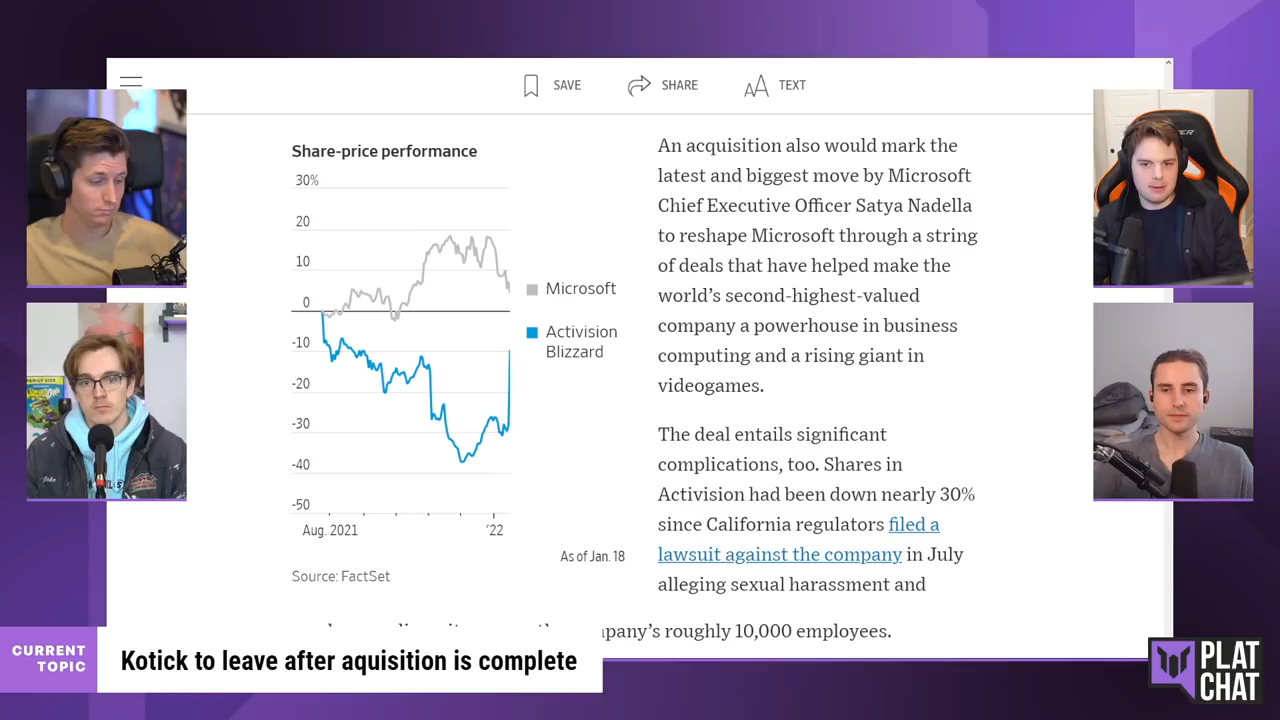 SAVE
SHARE
TEXT
Share-price performance
30%
20
10
0
-10
-20
-30
-40
-50
Aug. 2021
'22
Microsoft
Activision
Blizzard
As of Jan. 18
Source: FactSet
An acquisition also would mark the
latest and biggest move by Microsoft
Chief Executive Officer Satya Nadella
to reshape Microsoft through a string
of deals that have helped make the
world’s second-highest-valued
company a powerhouse in business
computing and a rising giant in
videogames.
The deal entails significant
complications, too. Shares in
Activision had been down nearly 30%
since California regulators filed a
lawsuit against the company in July
alleging sexual harassment and
roughly 10,000 employees.
CURRENT
TOPIC
Kotick to leave after aquisition is complete
PLAT
CHAT